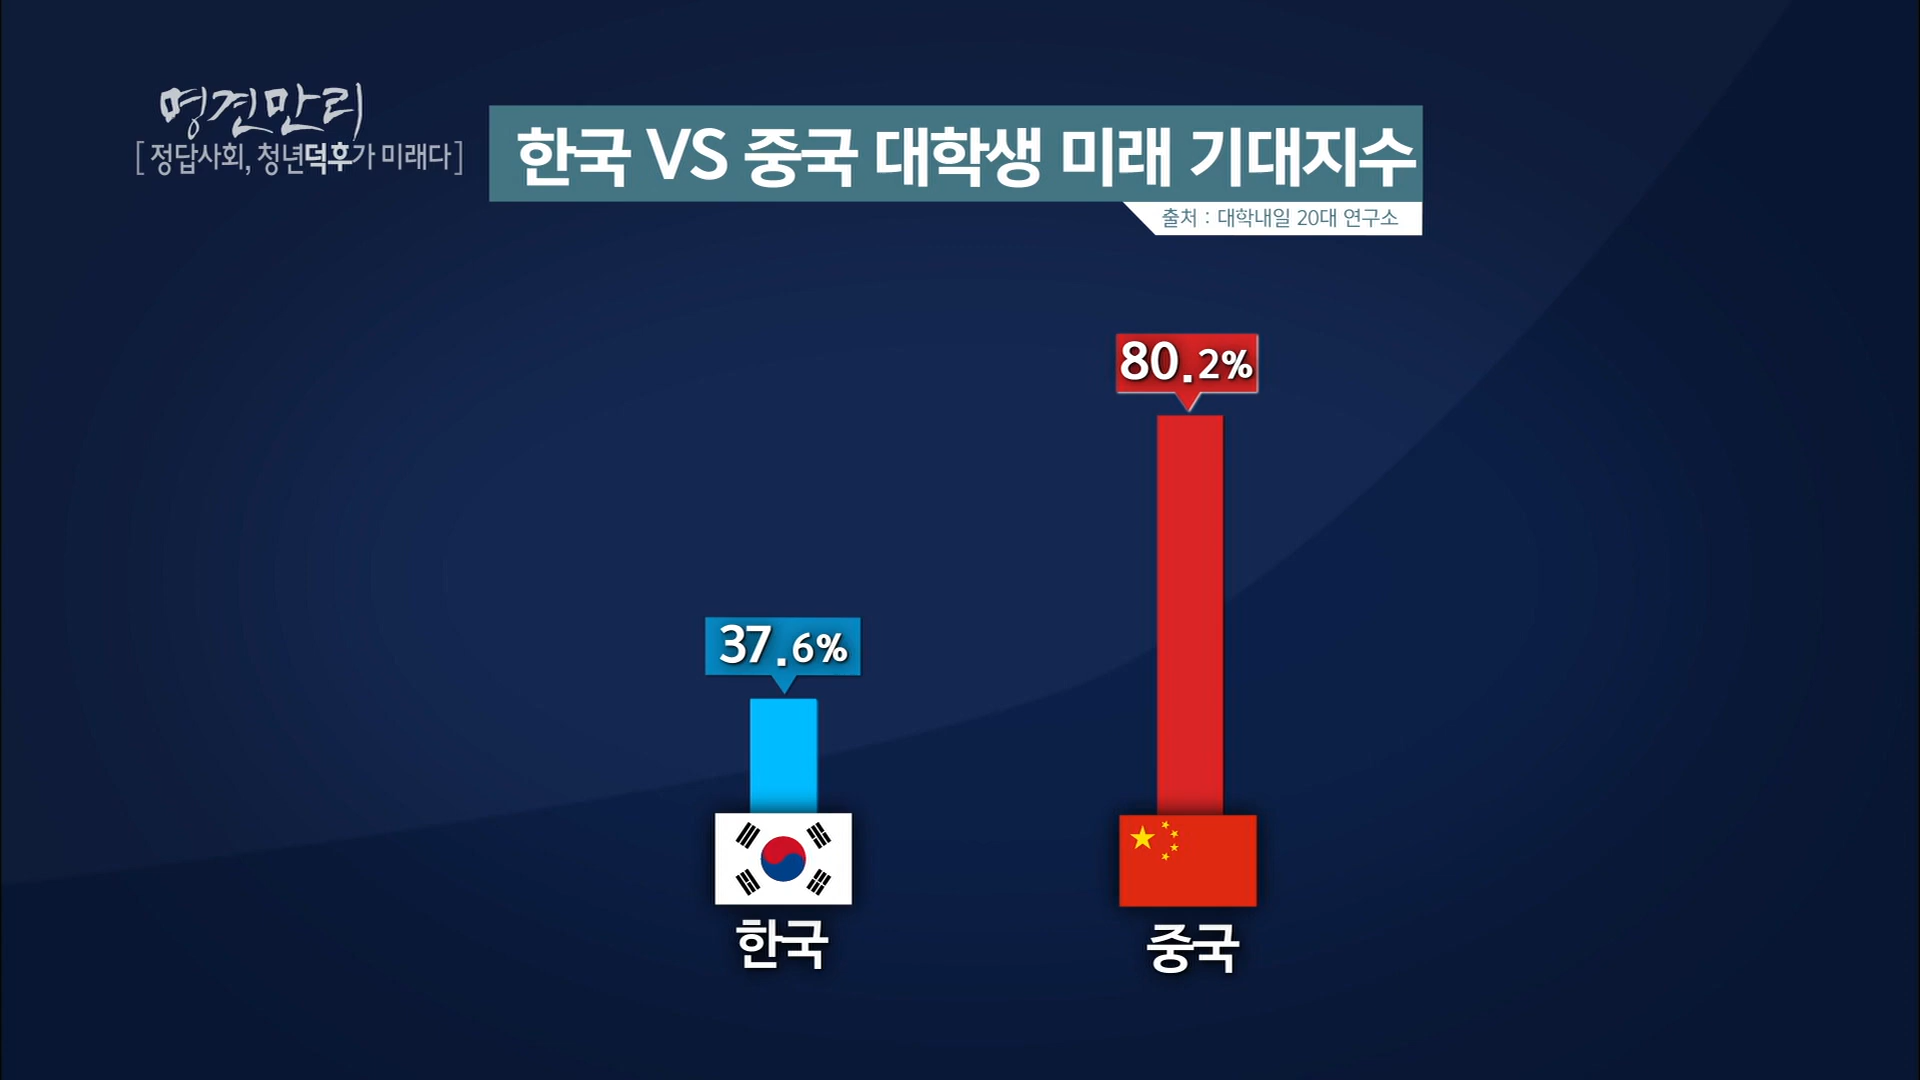 명견만리
[ 정답사회, 청년덕후가 미래다 ]
한국 VS 중국 대학생 미래 기대지수
출처 : 대학내일 20대 연구소
80.2%
37.6%
한국
중국